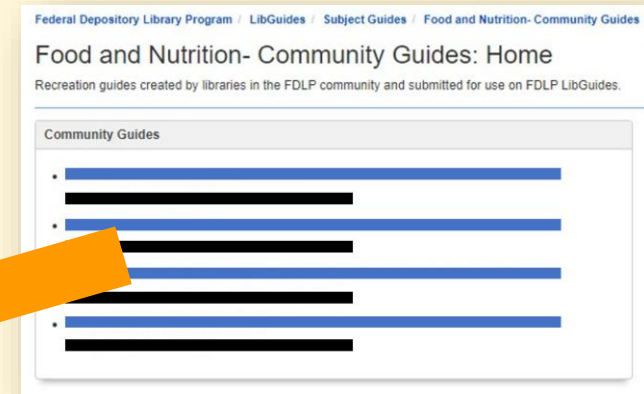 Federal Depository Library Program / LibGuides / Subject Guides / Food and Nutrition- Community Guides
Food and Nutrition- Community Guides: Home
Recreation guides created by libraries in the FDLP community and submitted for use on FDLP LibGuides.
Community Guides